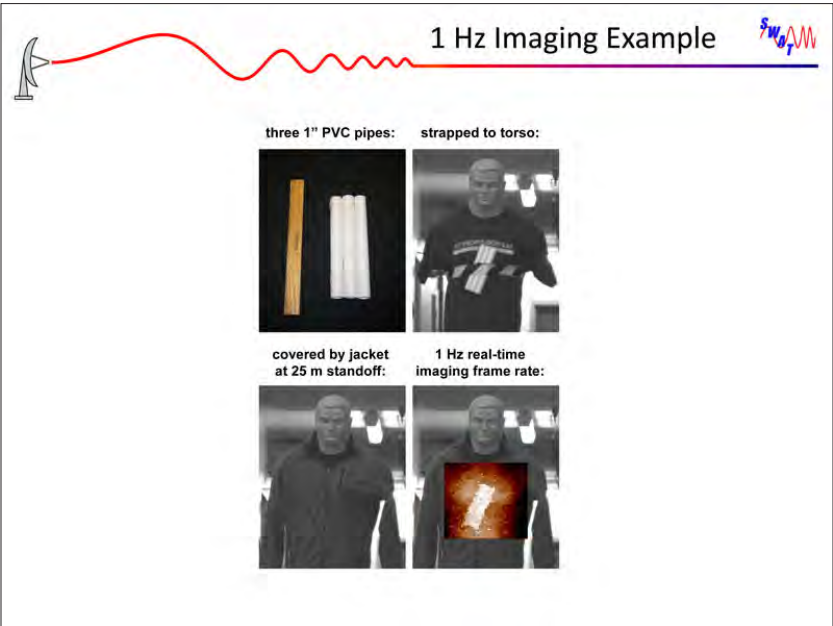 1 Hz Imaging Example
SWAT
three 1” PVC pipes:
strapped to torso:
covered by jacket
at 25 m standoff:
1 Hz real-time
imaging frame rate: